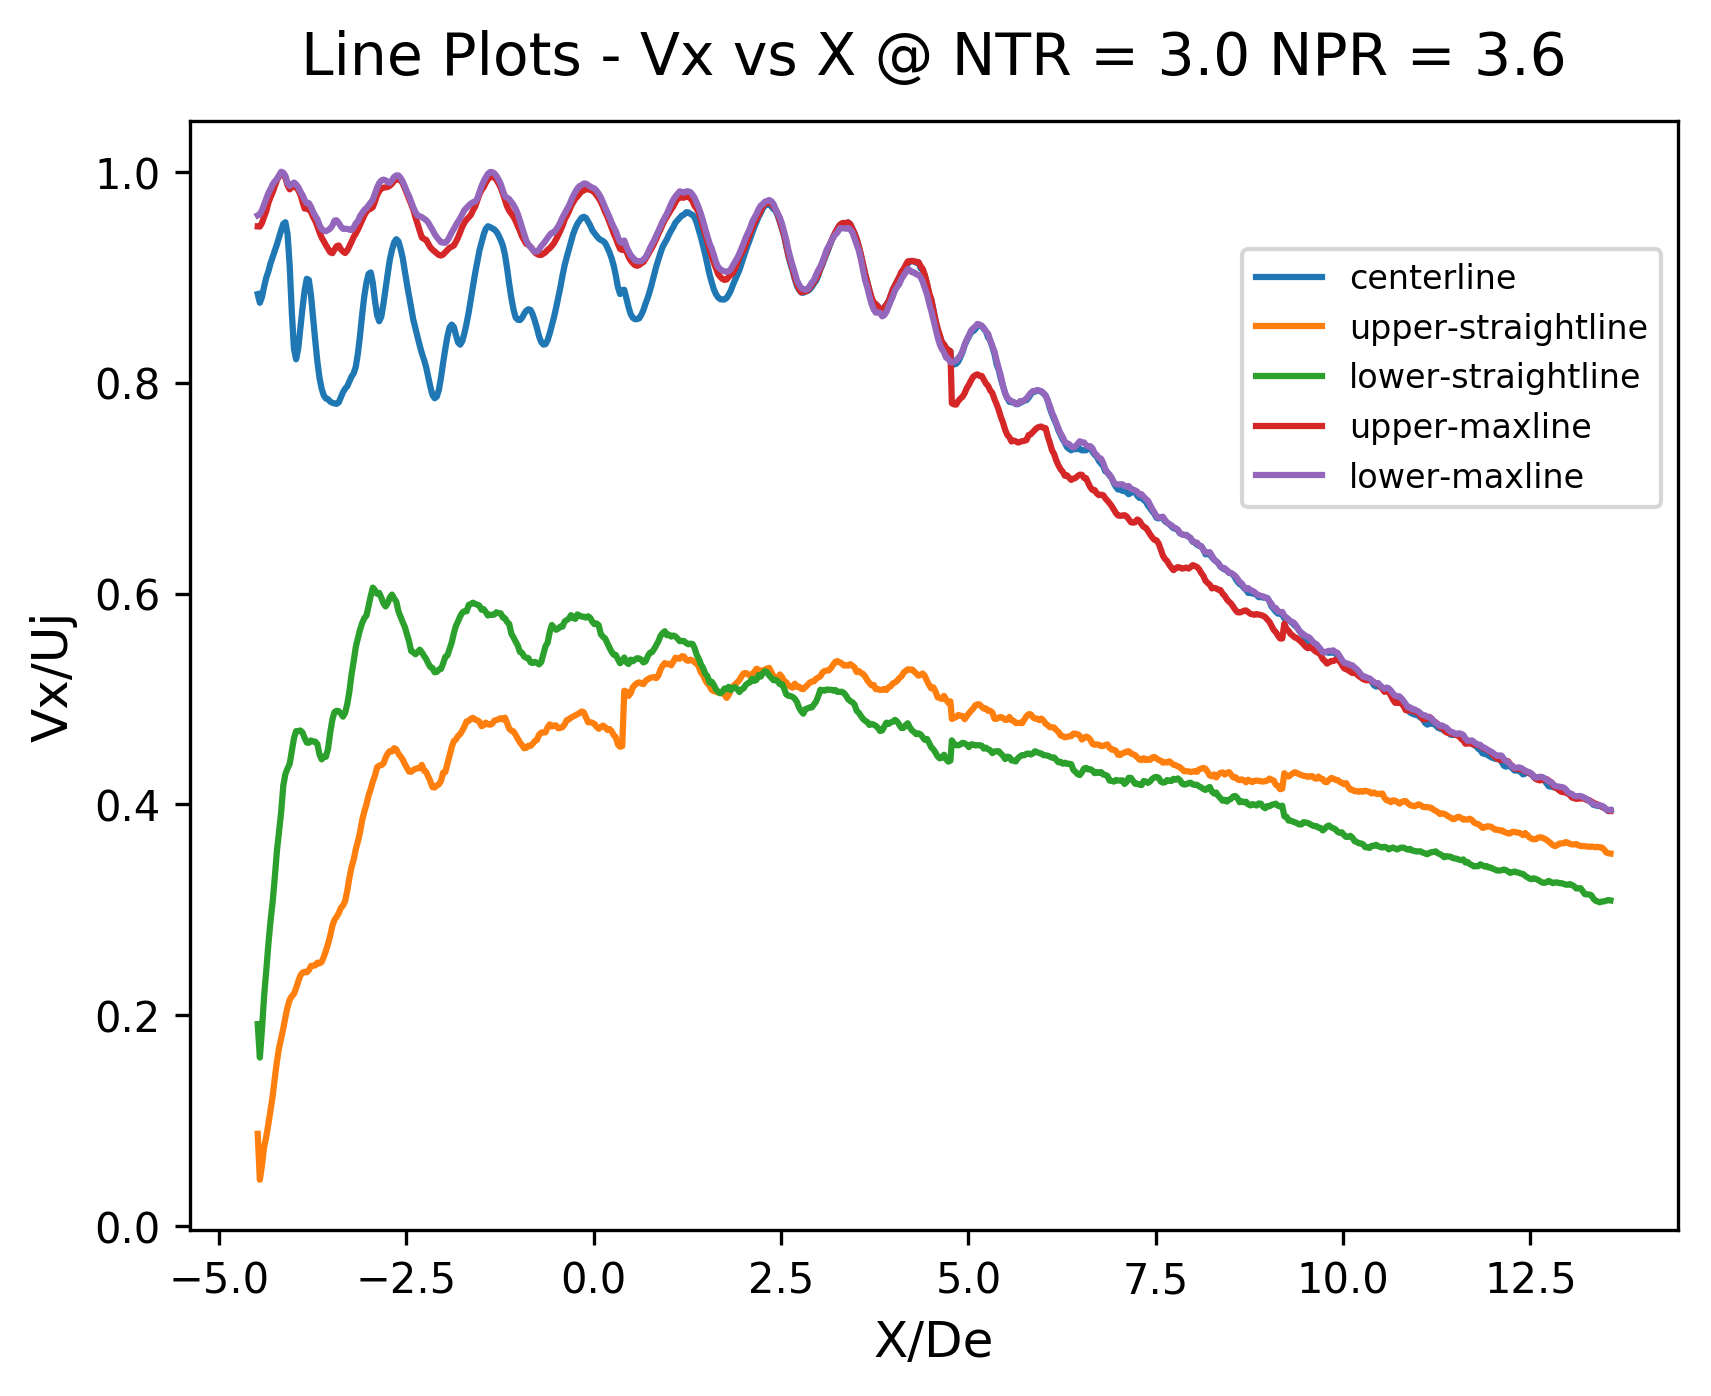 Line Plots - Vx vs X @ NTR = 3.0 NPR = 3.6
1.0
0.8
0.6
0.4
0.2
0.0
Vx/Uj
centerline
upper-straightline
lower-straightline
upper-maxline
lower-maxline
−5.0 −2.5 0.0 2.5 5.0 7.5 10.0 12.5
X/De